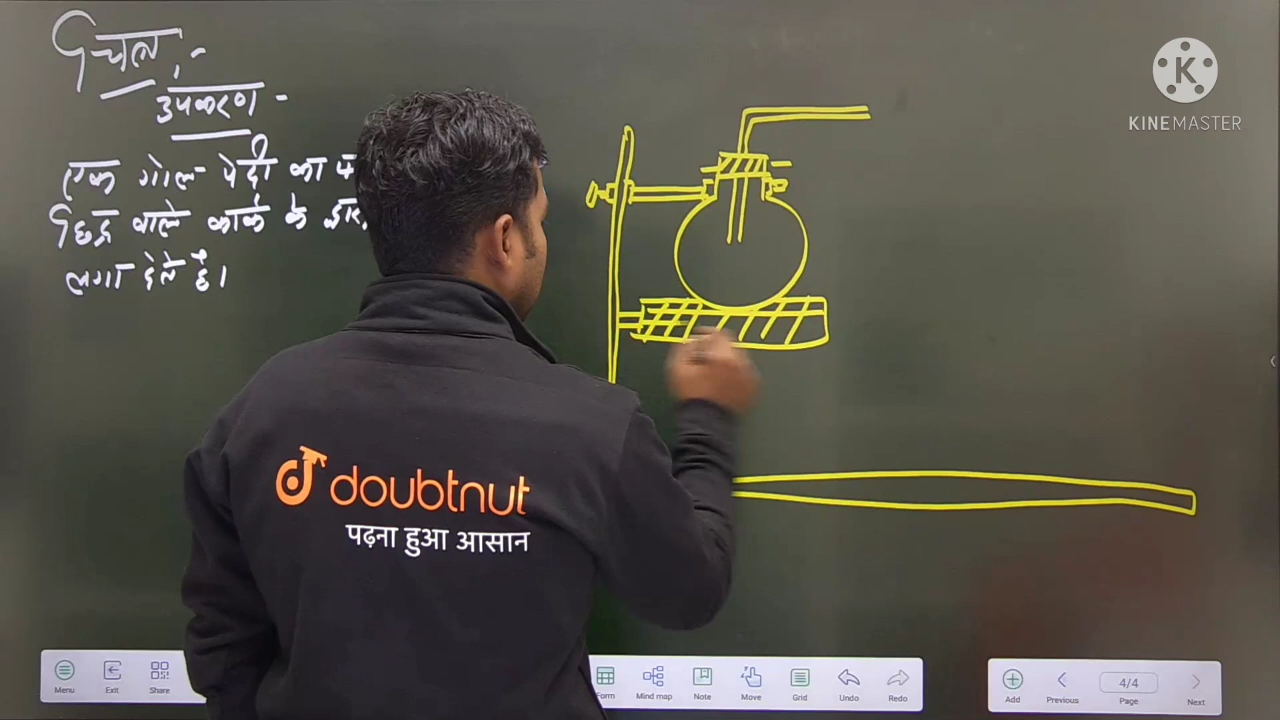 चित्र :-
उपकरण -
एक गोल पेंदी का
छिद्र वाले कार्क के
लगा देते है।
KINEMASTER
doubtnut
पढ़ना हुआ आसान
Menu
Exit
Share
Form
Mind map
Note
Move
Grid
Undo
Redo
Add
Previous
4/4
Page
Next